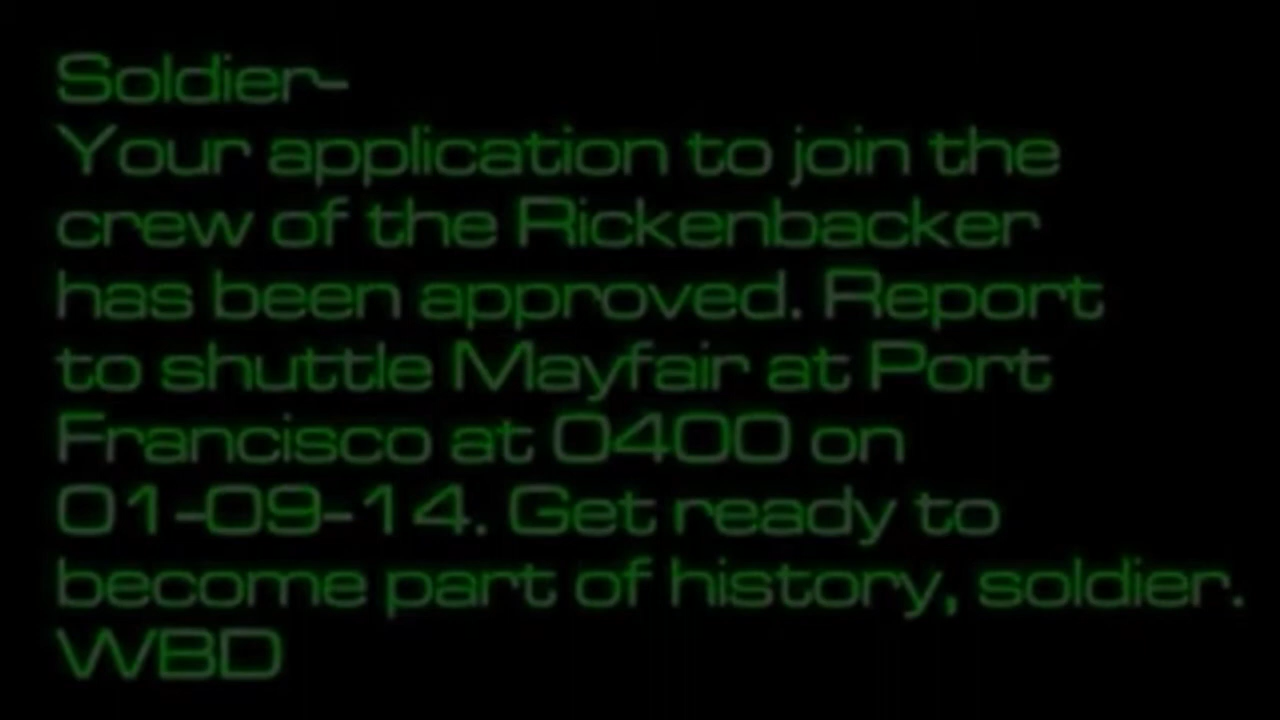 Soldier-
Your application to join the
crew of the Rickenbacker
has been approved. Report
to shuttle Mayfair at Port
Francisco at 0400 on
01-09-14. Get ready to
become part of history, soldier.
WBD